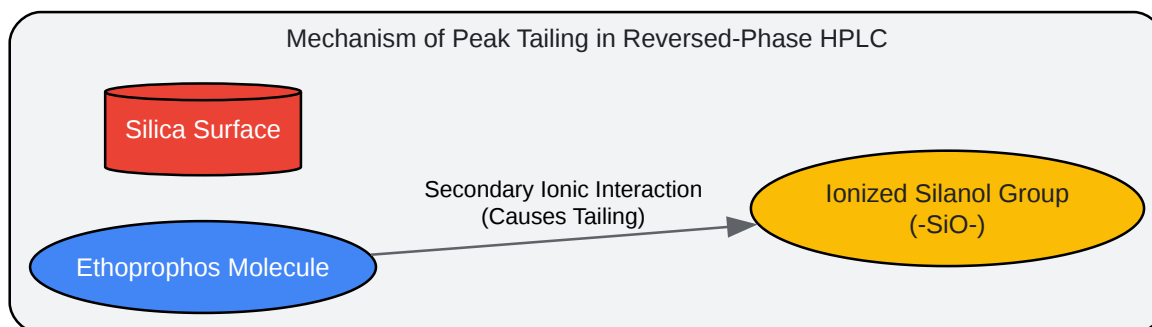 Mechanism of Peak Tailing in Reversed-Phase HPLC
Silica Surface
Secondary Ionic Interaction
(Causes Tailing)
Ionized Silanol Group
(-SiO-)
Ethoprophos Molecule